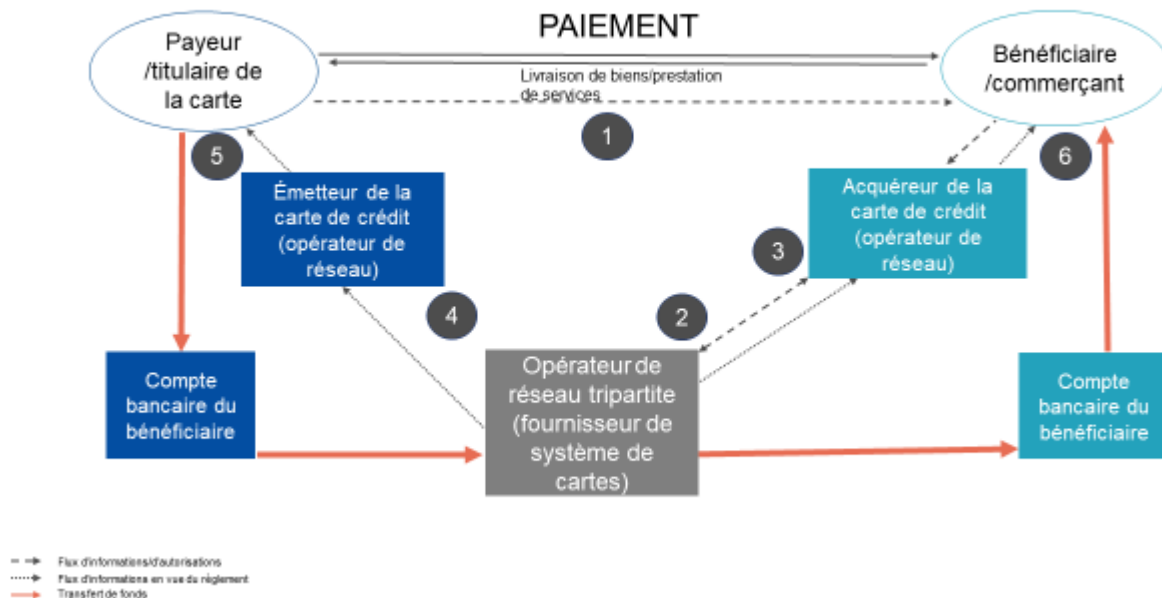 PAIEMENT
Payeur
/titulaire de
la carte
Livraison de biens/prestation
de services
Bénéficiaire
/commerçant
1
5
6
Émetteur de la
carte de crédit
(opérateur de
réseau)
Acquéreur de la
carte de crédit
(opérateur de
réseau)
3
4
2
Compte
bancaire du
bénéficiaire
Opérateur de
réseau tripartite
(fournisseur de
système de
cartes)
Compte
bancaire du
bénéficiaire
Flux d'informations/d'autorisations
Flux d'informations en vue du règlement
Transfert de fonds